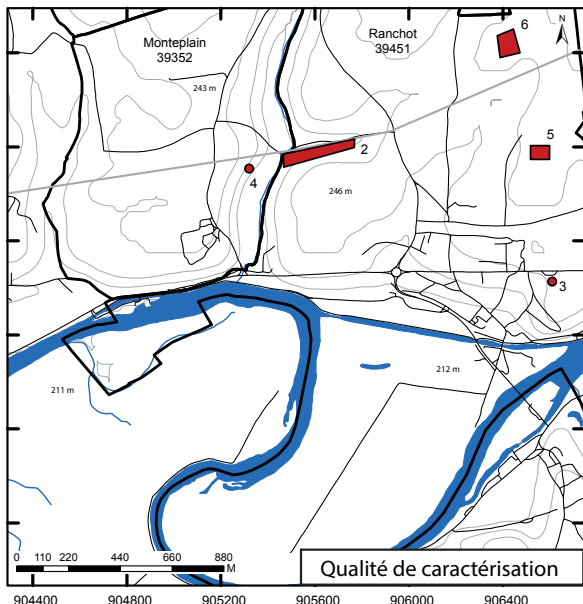 6
N
Monteplain
39352
Ranchot
39451
243 m
5
2
4
246 m
3
212 m
211 m
0 110 220 440 660 880
M
Qualité de caractérisation
904400 904800 905200 905600 906000 906400